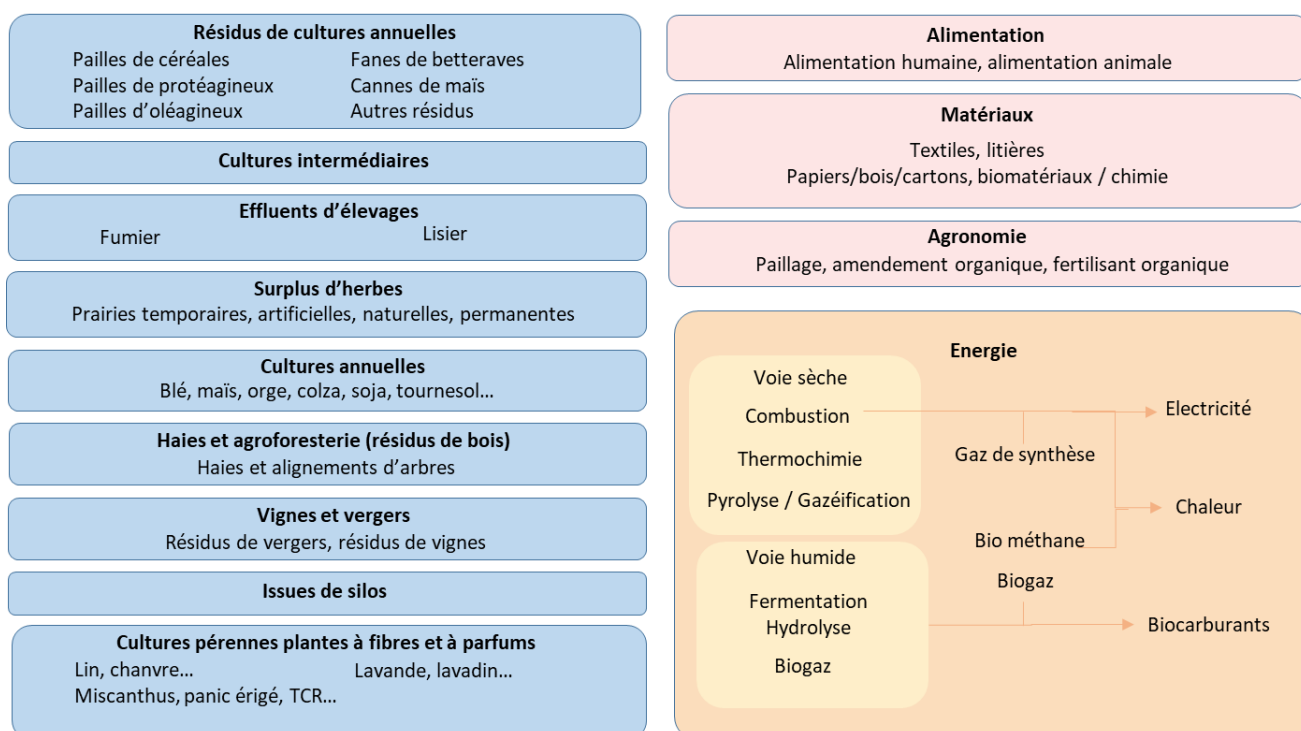 Résidus de cultures annuelles
Pailles de céréales
Fanes de betteraves
Pailles de protéagineux
Cannes de maïs
Pailles d'oléagineux
Autres résidus
Cultures intermédiaires
Effluents d'élevages
Fumier
Lisier
Surplus d'herbes
Prairies temporaires, artificielles, naturelles, permanentes
Cultures annuelles
Blé, maïs, orge, colza, soja, tournesol…
Haies et agroforesterie (résidus de bois)
Haies et alignements d'arbres
Vignes et vergers
Résidus de vergers, résidus de vignes
Issues de silos
Cultures pérennes plantes à fibres et à parfums
Lin, chanvre…
Lavande, lavadin…
Miscanthus, panic érigé, TCR…
Alimentation
Alimentation humaine, alimentation animale
Matériaux
Textiles, litières
Papiers/bois/cartons, biomatériaux / chimie
Agronomie
Paillage, amendement organique, fertilisant organique
Energie
Voie sèche
Combustion
Thermochimie
Pyrolyse / Gazéification
Voie humide
Fermentation
Hydrolyse
Biogaz
Gaz de synthèse
Bio méthane
Biogaz
Electricité
Chaleur
Biocarburants